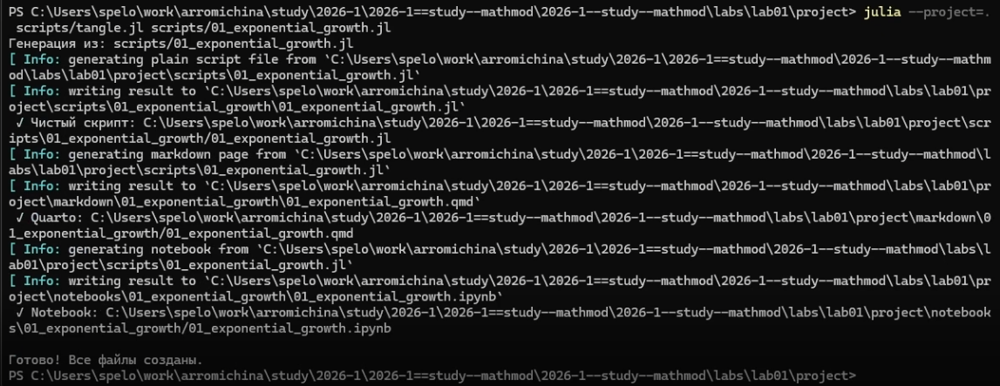 PS C:\Users\spelo\work\arromichina\study\2026-1\2026-1==study--mathmod\2026-1--study--mathmod\labs\lab01\project> julia --project=.
 scripts/tangle.jl scripts/01_exponential_growth.jl
Генерация из: scripts/01_exponential_growth.jl
[ Info: generating plain script file from `C:\Users\spelo\work\arromichina\study\2026-1\2026-1==study--mathmod\2026-1--study--mathm
od\labs\lab01\project\scripts\01_exponential_growth.jl`
[ Info: writing result to `C:\Users\spelo\work\arromichina\study\2026-1\2026-1==study--mathmod\2026-1--study--mathmod\labs\lab01\pr
oject\scripts\01_exponential_growth\01_exponential_growth.jl`
 ✓ Чистый скрипт: C:\Users\spelo\work\arromichina\study\2026-1\2026-1==study--mathmod\2026-1--study--mathmod\labs\lab01\project\scr
ipts\01_exponential_growth/01_exponential_growth.jl
[ Info: generating markdown page from `C:\Users\spelo\work\arromichina\study\2026-1\2026-1==study--mathmod\2026-1--study--mathmod\l
abs\lab01\project\scripts\01_exponential_growth.jl`
[ Info: writing result to `C:\Users\spelo\work\arromichina\study\2026-1\2026-1==study--mathmod\2026-1--study--mathmod\labs\lab01\pr
oject\markdown\01_exponential_growth\01_exponential_growth.qmd`
 ✓ Quarto: C:\Users\spelo\work\arromichina\study\2026-1\2026-1==study--mathmod\2026-1--study--mathmod\labs\lab01\project\markdown\0
1_exponential_growth/01_exponential_growth.qmd
[ Info: generating notebook from `C:\Users\spelo\work\arromichina\study\2026-1\2026-1==study--mathmod\2026-1--study--mathmod\labs\l
ab01\project\scripts\01_exponential_growth.jl`
[ Info: writing result to `C:\Users\spelo\work\arromichina\study\2026-1\2026-1==study--mathmod\2026-1--study--mathmod\labs\lab01\pr
oject\notebooks\01_exponential_growth\01_exponential_growth.ipynb`
 ✓ Notebook: C:\Users\spelo\work\arromichina\study\2026-1\2026-1==study--mathmod\2026-1--study--mathmod\labs\lab01\project\notebook
s\01_exponential_growth/01_exponential_growth.ipynb
Готово! Все файлы созданы.
PS C:\Users\spelo\work\arromichina\study\2026-1\2026-1==study--mathmod\2026-1--study--mathmod\labs\lab01\project>